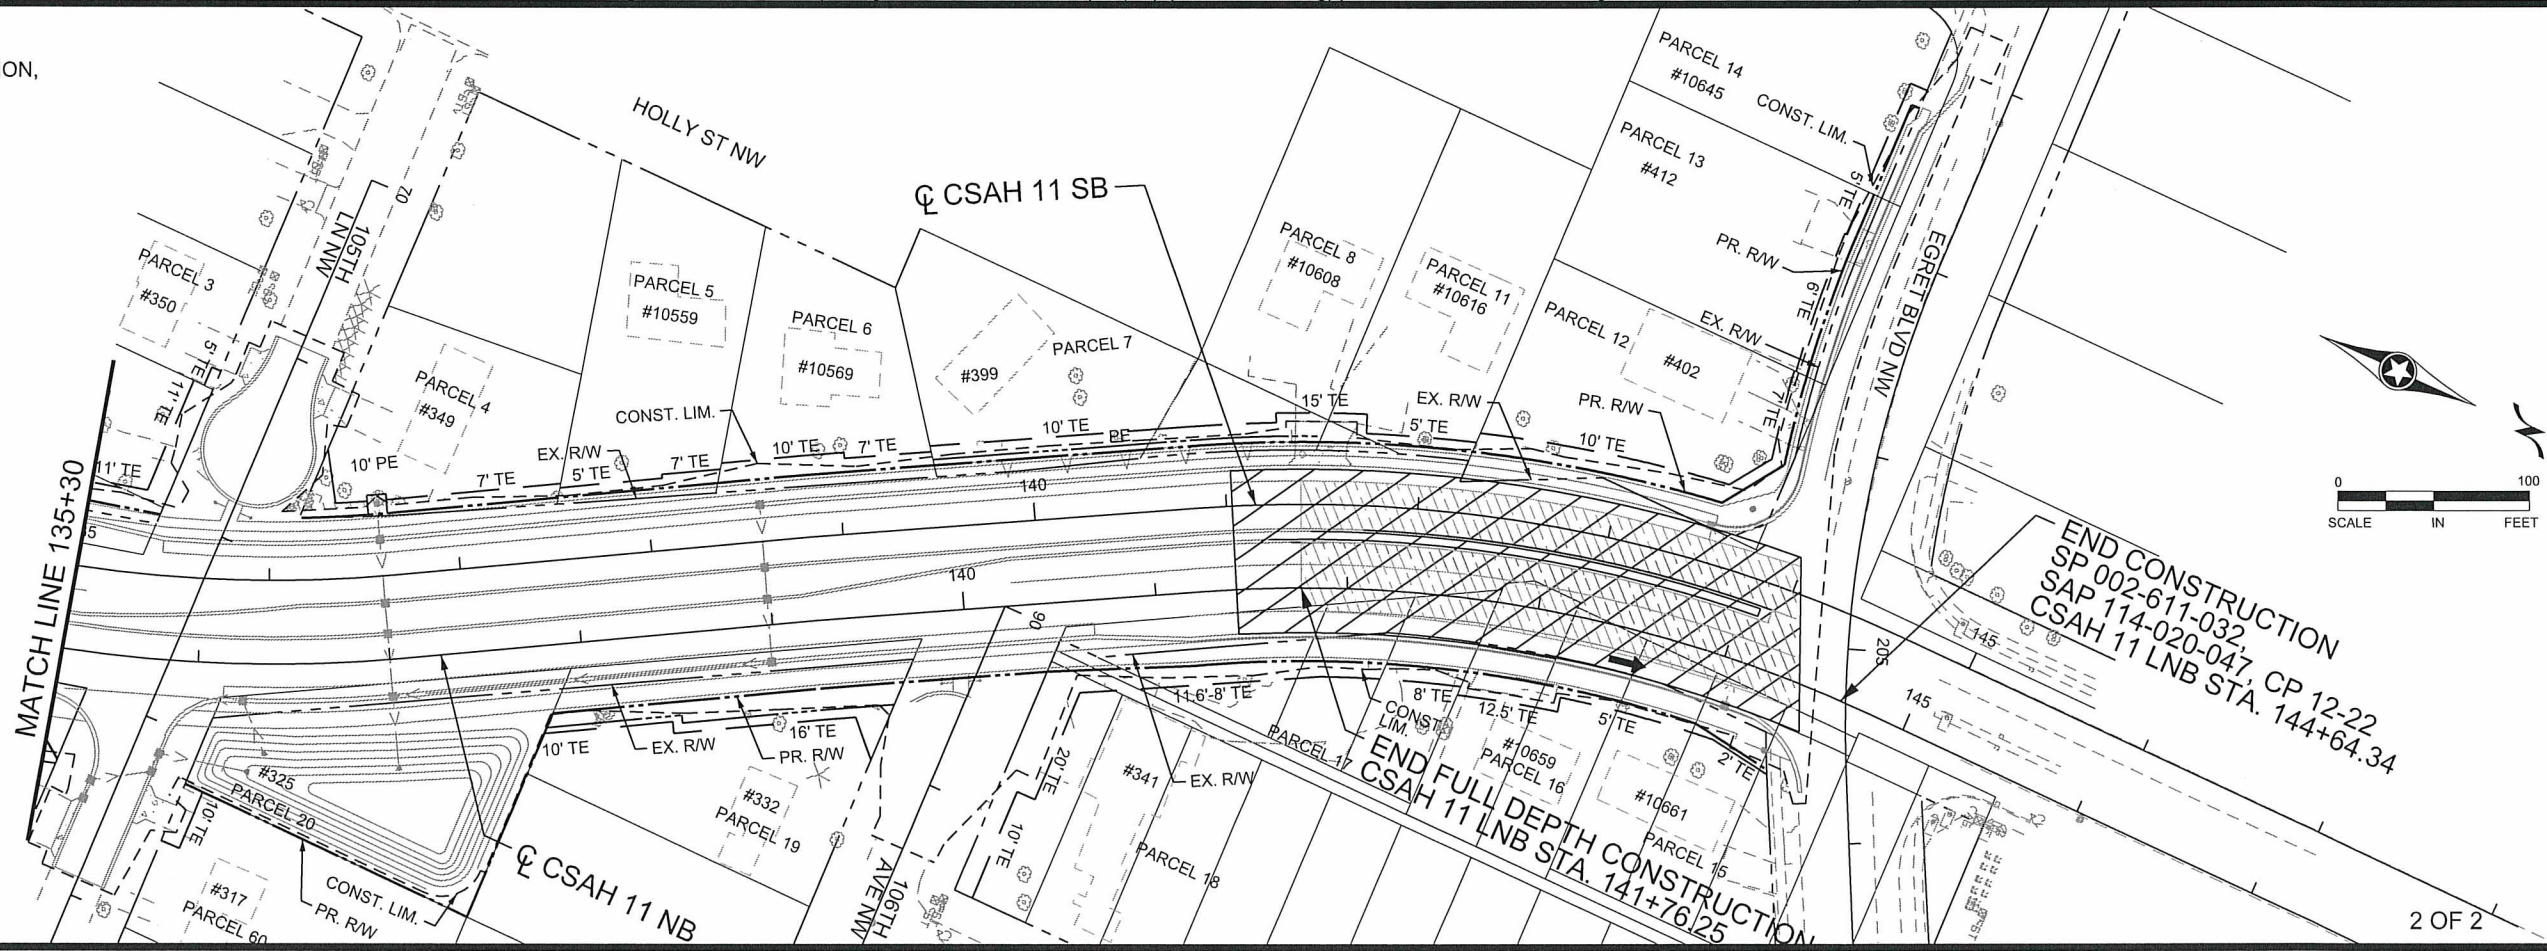 ION,
HOLLY ST NW
℄ CSAH 11 SB
PARCEL 14
#10645
CONST. LIM.
PARCEL 13
#412
5' TE
PR. R/W
6' TE
EGRET BLVD NW
70
105TH
LN NW
PARCEL 3
#350
5' TE
11' TE
PARCEL 4
#349
PARCEL 5
#10559
PARCEL 6
#10569
PARCEL 7
#399
PARCEL 8
#10608
PARCEL 11
#10616
PARCEL 12
#402
EX. R/W
7' TE
CONST. LIM.
EX. R/W
10' PE
7' TE
5' TE
7' TE
10' TE
7' TE
10' TE
PE
15' TE
EX. R/W
5' TE
PR. R/W
10' TE
11' TE
MATCH LINE 135+30
140
140
90
0
100
SCALE
IN
FEET
END CONSTRUCTION
SP 002-611-032,
SAP 114-020-047, CP 12-22
CSAH 11 LNB STA. 144+64.34
145
145
205
#325
PARCEL 20
10' TE
#317
PARCEL 60
CONST. LIM.
PR. R/W
℄ CSAH 11 NB
10' TE
EX. R/W
16' TE
PR. R/W
#332
PARCEL 19
106TH
AVE NW
20' TE
10' TE
#341
PARCEL 18
EX. R/W
11.6'-8' TE
PARCEL 17
CONST.
LIM.
8' TE
12.5' TE
5' TE
2' TE
#10659
PARCEL 16
#10661
PARCEL 15
END FULL DEPTH CONSTRUCTION
CSAH 11 LNB STA. 141+76.25
2 OF 2